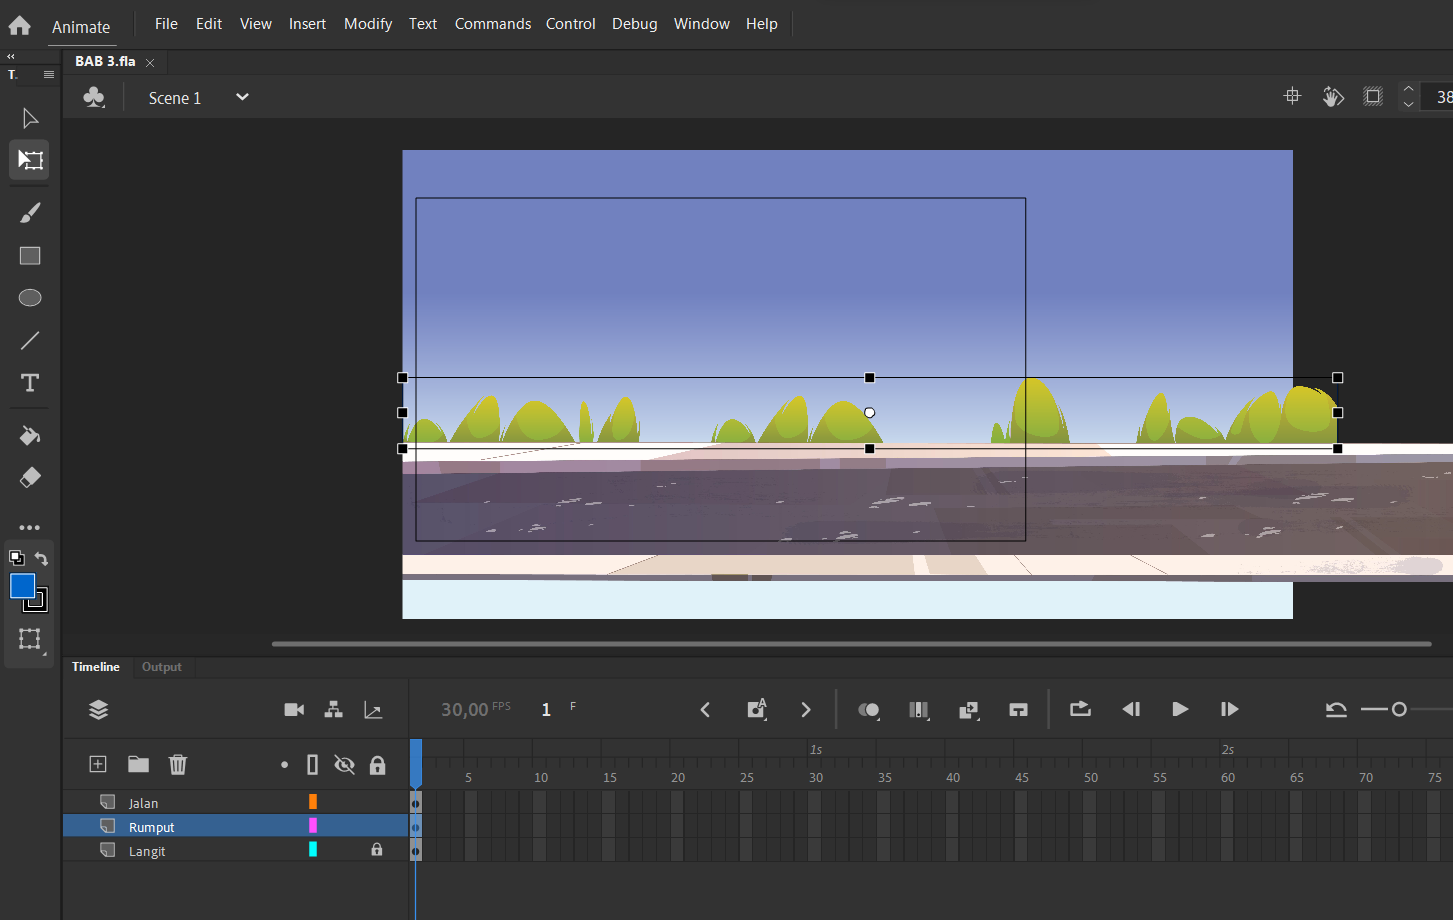 Animate File Edit View Insert Modify Text Commands Control Debug Window Help
BAB 3.fla
T.
Scene 1
38
T
Timeline Output
30,00 FPS 1 F
A
1s 2s
5 10 15 20 25 30 35 40 45 50 55 60 65 70 75
Jalan
Rumput
Langit